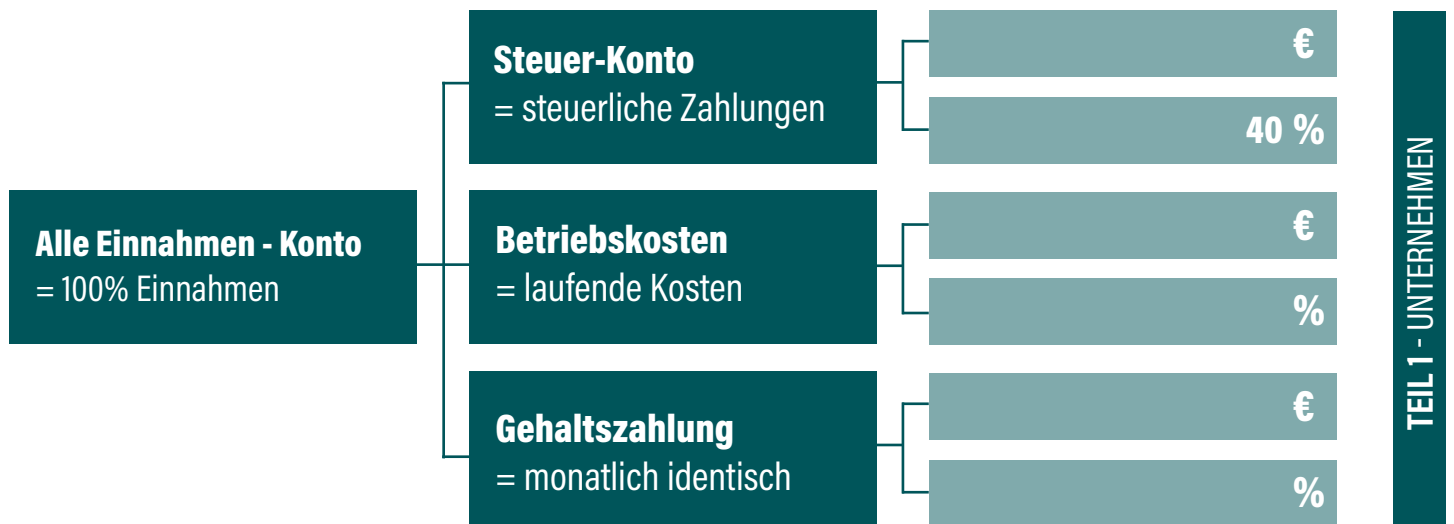 Alle Einnahmen - Konto
= 100% Einnahmen
Steuer-Konto
= steuerliche Zahlungen
€
40 %
Betriebskosten
= laufende Kosten
€
%
Gehaltszahlung
= monatlich identisch
€
%
TEIL 1 - UNTERNEHMEN